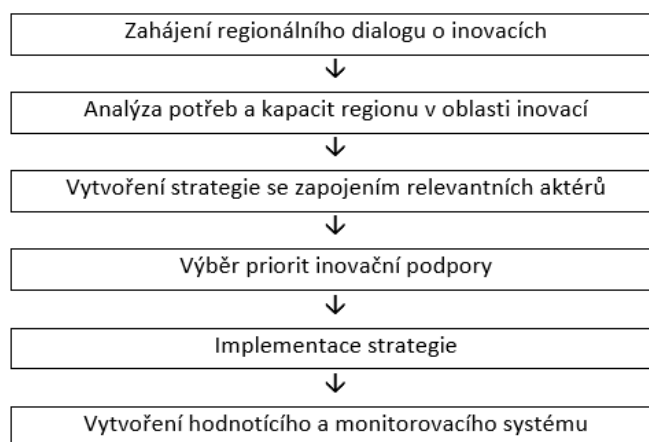 Zahájení regionálního dialogu o inovacích
Analýza potřeb a kapacit regionu v oblasti inovací
Vytvoření strategie se zapojením relevantních aktérů
Výběr priorit inovační podpory
Implementace strategie
Vytvoření hodnotícího a monitorovacího systému